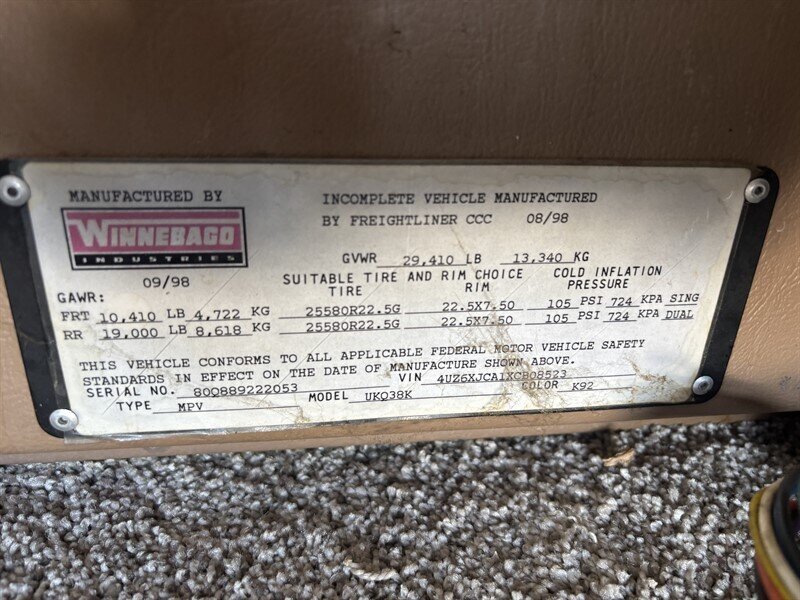 MANUFACTURED BY
WINNEBAGO
INDUSTRIES
09/98
INCOMPLETE VEHICLE MANUFACTURED
BY FREIGHTLINER CCC 08/98
GVWR 29,410 LB 13,340 KG
SUITABLE TIRE AND RIM CHOICE COLD INFLATION
GAWR: TIRE RIM PRESSURE
FRT 10,410 LB 4,722 KG 25580R22.5G 22.5X7.50 105 PSI 724 KPA SING
RR 19,000 LB 8,618 KG 25580R22.5G 22.5X7.50 105 PSI 724 KPA DUAL
THIS VEHICLE CONFORMS TO ALL APPLICABLE FEDERAL MOTOR VEHICLE SAFETY
STANDARDS IN EFFECT ON THE DATE OF MANUFACTURE SHOWN ABOVE.
SERIAL NO. 80Q889222053 VIN 4UZ6XJCA1XCB08523
TYPE MPV MODEL UKQ38K COLOR K92